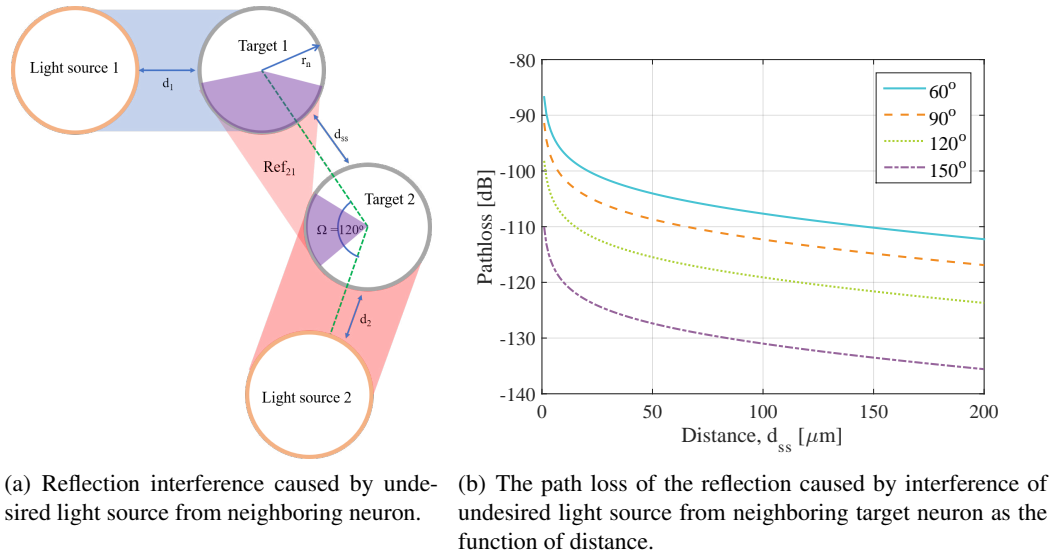 Light source 1
Target 1
rₙ
d₁
d_ss
Ref₂₁
Target 2
Ω =120°
d₂
Light source 2
(a) Reflection interference caused by unde-
sired light source from neighboring neuron.
Pathloss [dB]
-80
-90
-100
-110
-120
-130
-140
0
50
100
150
200
Distance, d_ss [μm]
60°
90°
120°
150°
(b) The path loss of the reflection caused by interference of
undesired light source from neighboring target neuron as the
function of distance.